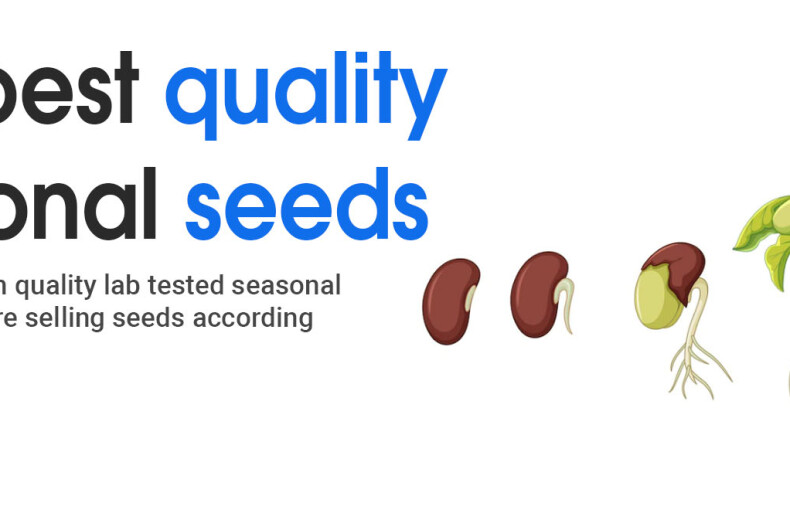 best quality
onal seeds
n quality lab tested seasonal
re selling seeds according